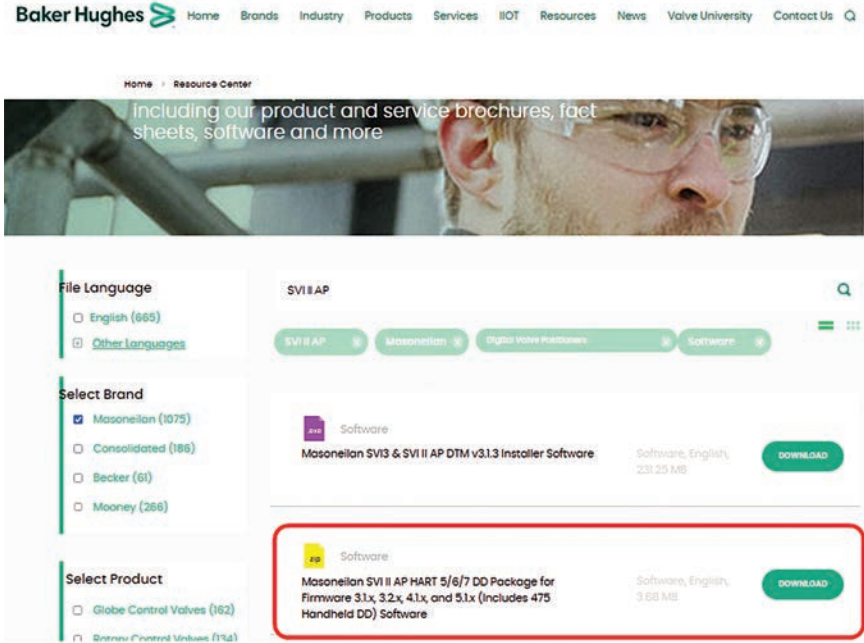 Baker Hughes
Home Brands Industry Products Services IIOT Resources News Valve University Contact Us
Home > Resource Center
including our product and service brochures, fact
sheets, software and more
File Language
English (665)
Other Languages
Select Brand
Masoneilan (1075)
Consolidated (186)
Becker (61)
Mooney (266)
Select Product
Globe Control Valves (162)
Rotary Control Valves (134)
SVI II AP
SVI II AP Masoneilan Digital Valve Positioners Software
.exe Software
Masoneilan SVI3 & SVI II AP DTM v3.1.3 Installer Software
Software, English,
231.25 MB
DOWNLOAD
zip Software
Masoneilan SVI II AP HART 5/6/7 DD Package for
Firmware 3.1.x, 3.2.x, 4.1.x, and 5.1.x (Includes 475
Handheld DD) Software
Software, English,
3.68 MB
DOWNLOAD